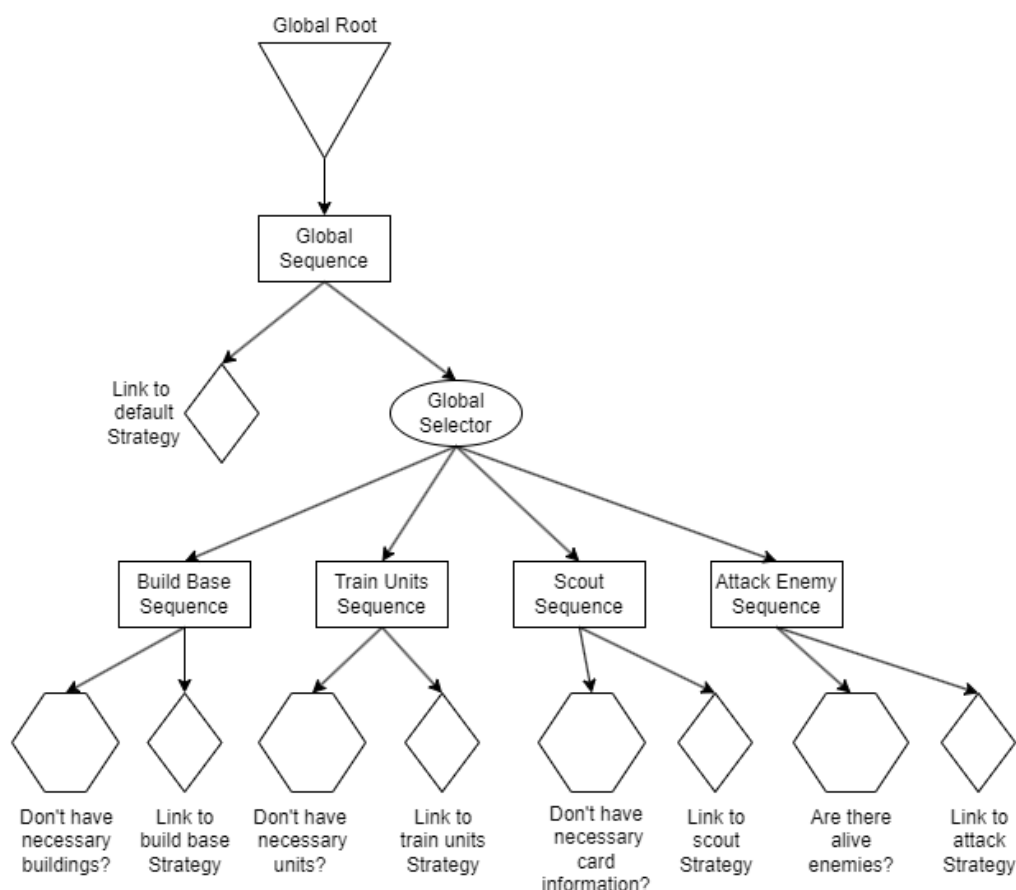 Global Root
Global
Sequence
Link to
default
Strategy
Global
Selector
Build Base
Sequence
Train Units
Sequence
Scout
Sequence
Attack Enemy
Sequence
Don't have
necessary
buildings?
Link to
build base
Strategy
Don't have
necessary
units?
Link to
train units
Strategy
Don't have
necessary
card
information?
Link to
scout
Strategy
Are there
alive
enemies?
Link to
attack
Strategy